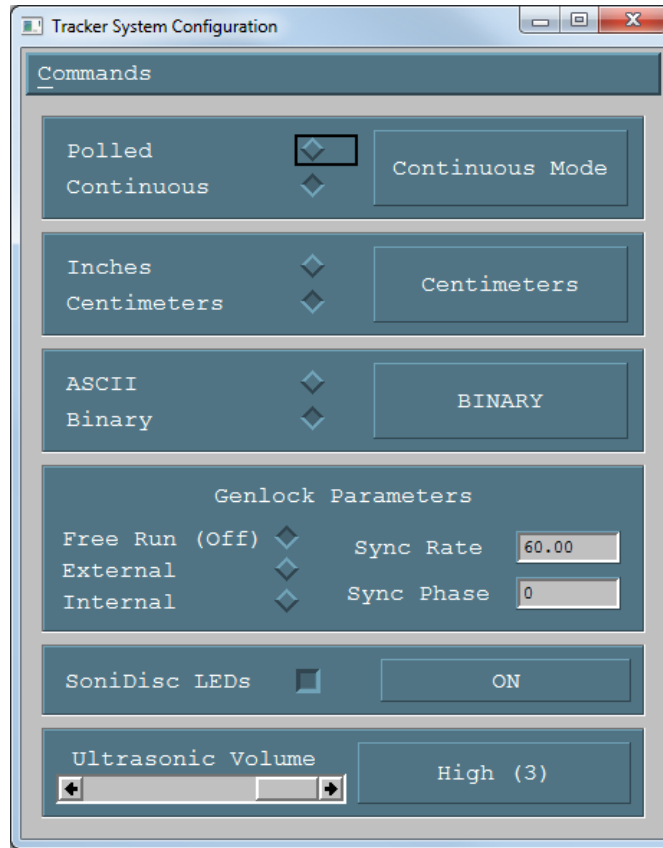 Tracker System Configuration
Commands
Polled
Continuous
Continuous Mode
Inches
Centimeters
Centimeters
ASCII
Binary
BINARY
Genlock Parameters
Free Run (Off)
External
Internal
Sync Rate 60.00
Sync Phase 0
SoniDisc LEDs ON
Ultrasonic Volume
High (3)